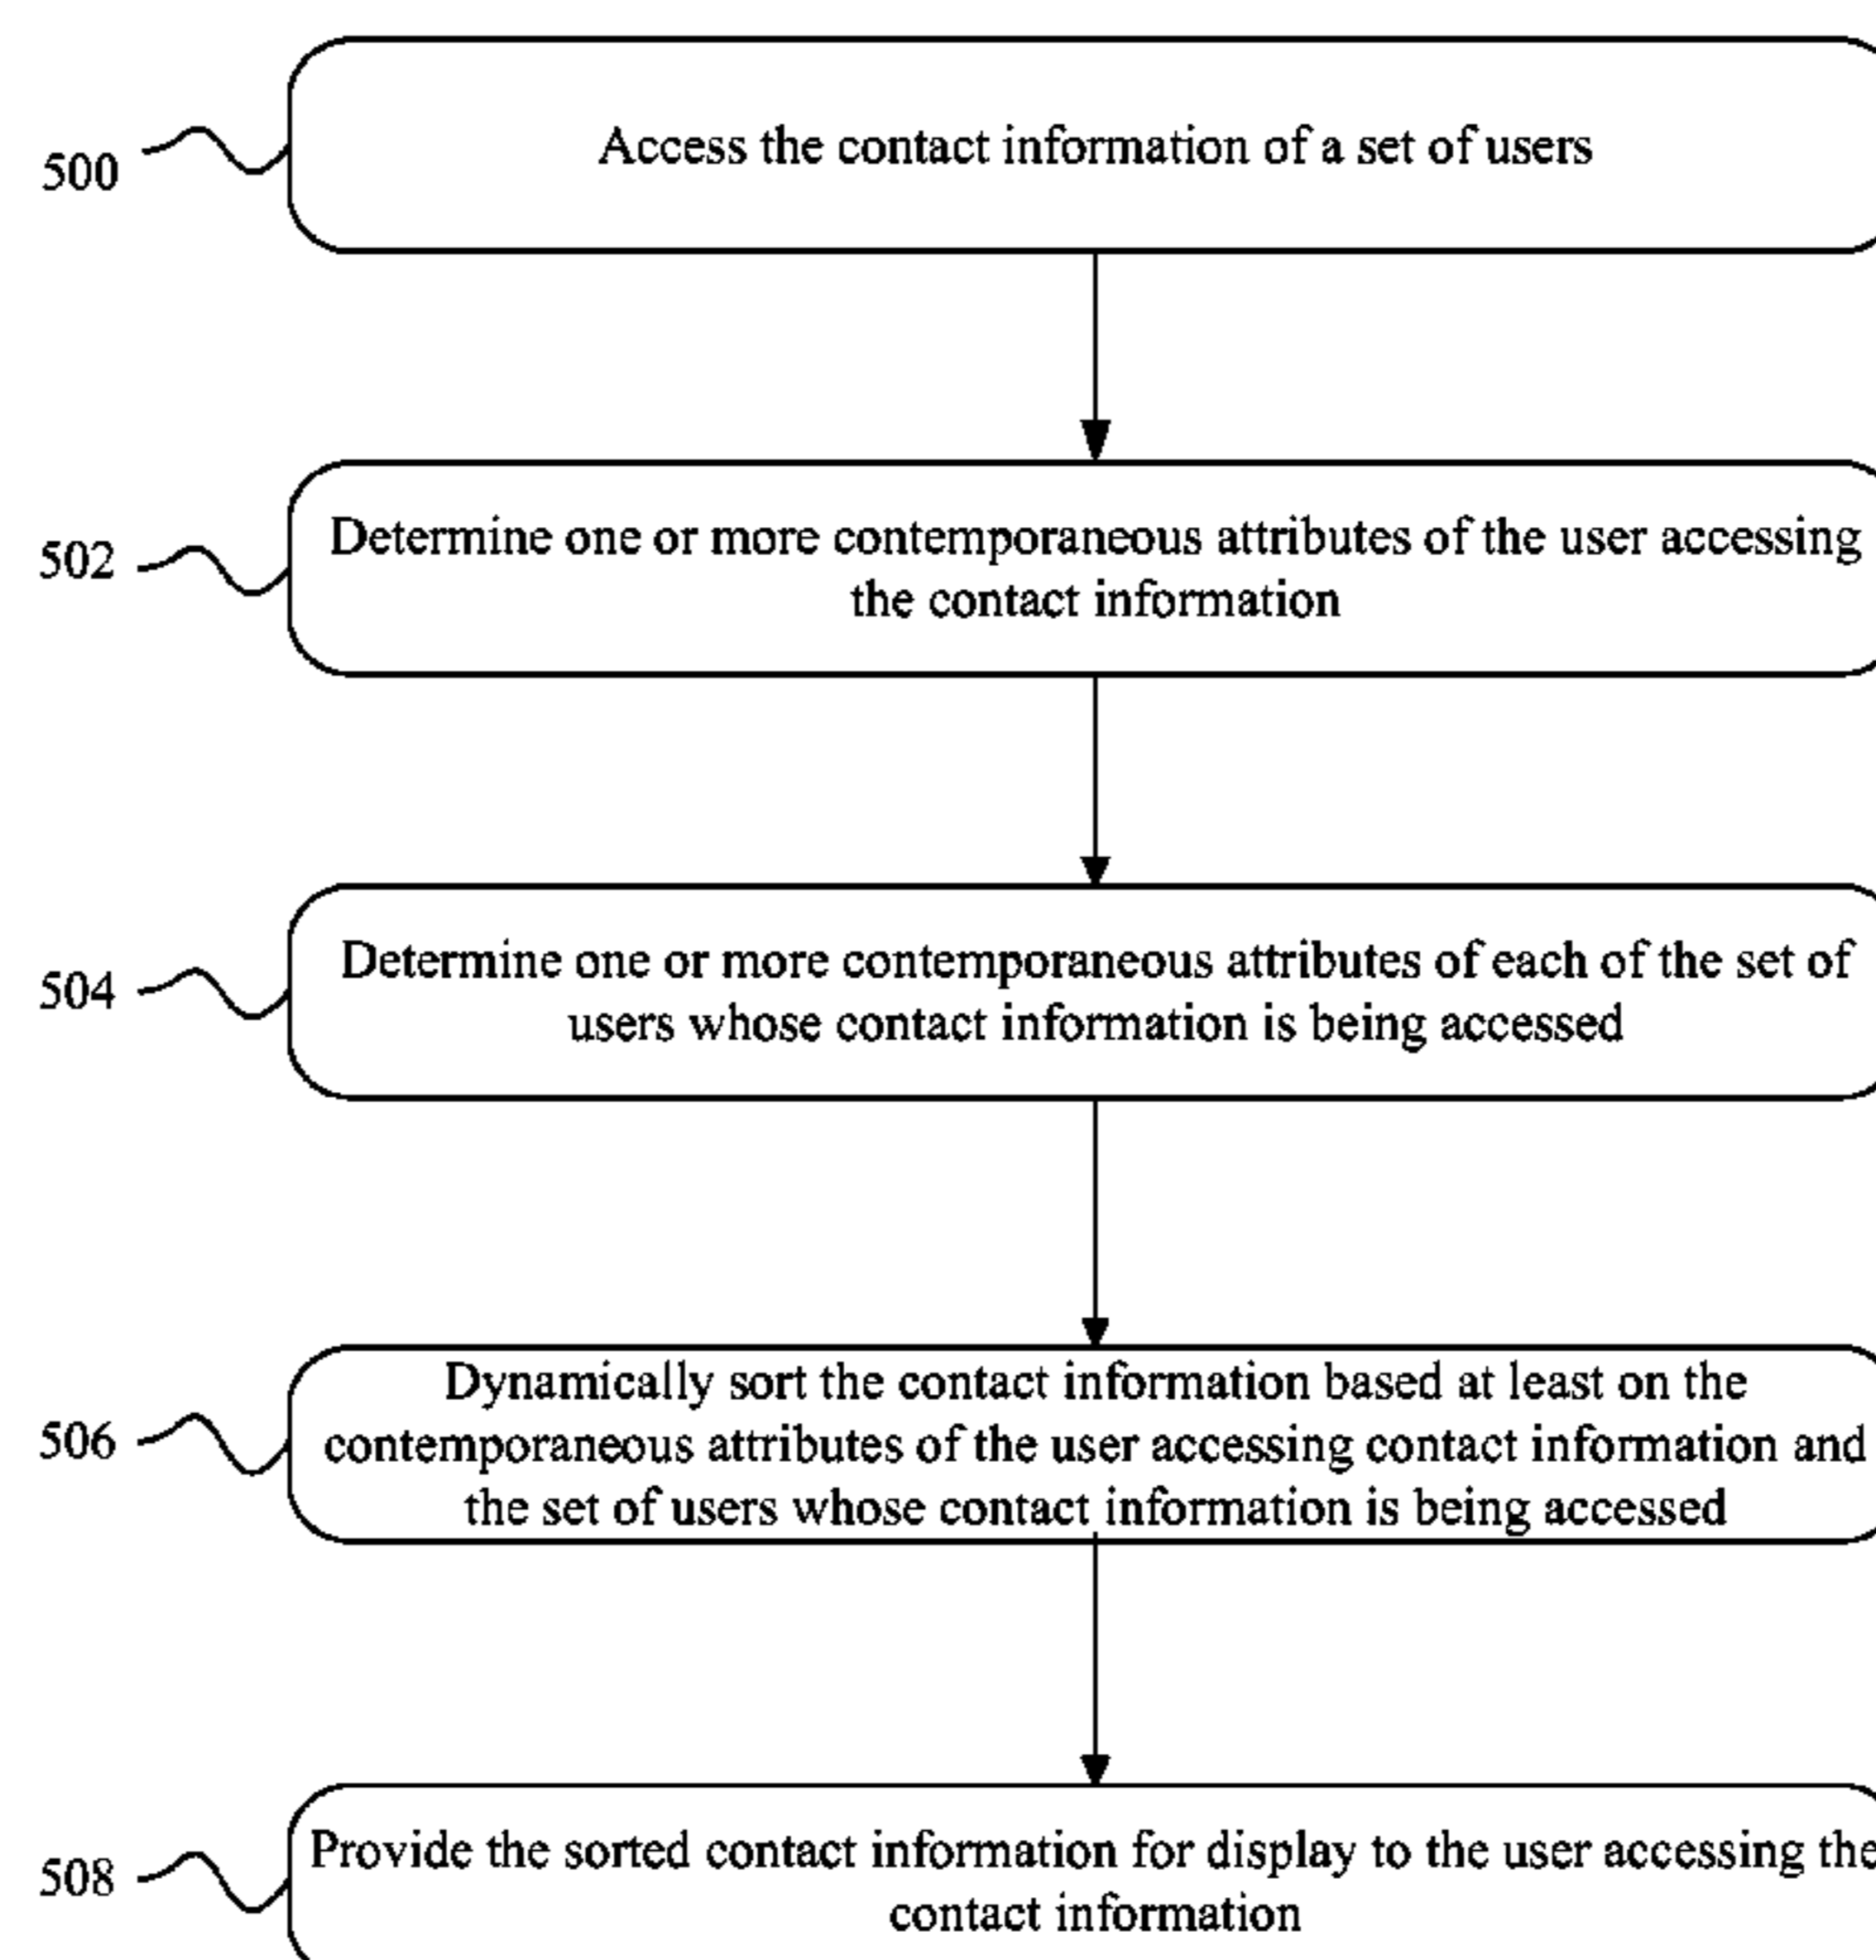 500
Access the contact information of a set of users
502
Determine one or more contemporaneous attributes of the user accessing
the contact information
504
Determine one or more contemporaneous attributes of each of the set of
users whose contact information is being accessed
506
Dynamically sort the contact information based at least on the
contemporaneous attributes of the user accessing contact information and
the set of users whose contact information is being accessed
508
Provide the sorted contact information for display to the user accessing the
contact information